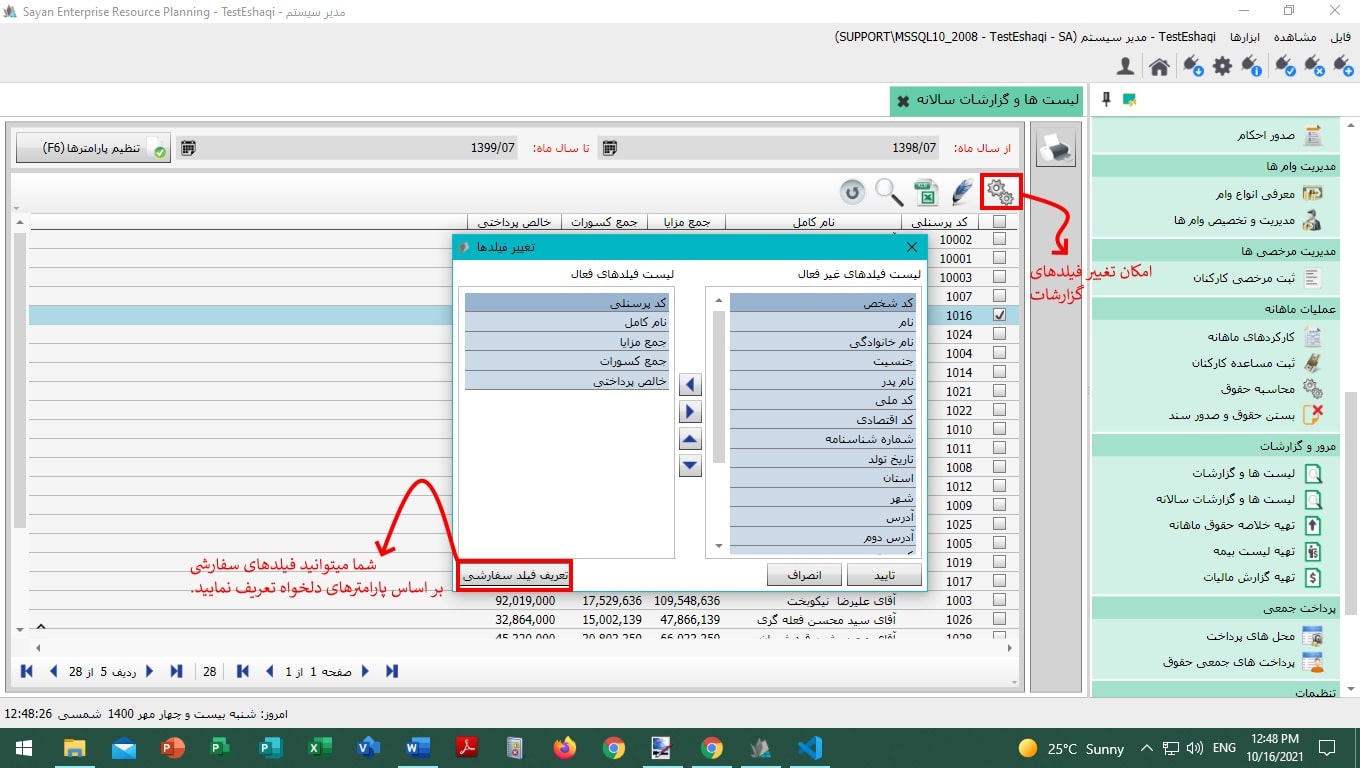 Sayan Enterprise Resource Planning - TestEshaqi - مدیر سیستم
فایل مشاهده ابزارها TestEshaqi - مدیر سیستم (SUPPORT\MSSQL10_2008 - TestEshaqi - SA)
لیست ها و گزارشات سالانه
از سال ماه: 1398/07 تا سال ماه: 1399/07 تنظیم پارامترها (F6)
کد پرسنلی نام کامل جمع مزایا جمع کسورات خالص پرداختی
10002
10001
10003
1007
1016
1024
1004
1014
1021
1022
1010
1011
1008
1012
1009
1025
1005
1019
1017
1003 آقای علیرضا نیکوبخت 109,548,636 17,529,636 92,019,000
1026 آقای سید محسن فعله گری 47,866,139 15,002,139 32,864,000
تغییر فیلدها
لیست فیلدهای غیر فعال
کد شخص
نام
نام خانوادگی
جنسیت
نام پدر
کد ملی
کد اقتصادی
شماره شناسنامه
تاریخ تولد
استان
شهر
آدرس
آدرس دوم
لیست فیلدهای فعال
کد پرسنلی
نام کامل
جمع مزایا
جمع کسورات
خالص پرداختی
تایید
انصراف
تعریف فیلد سفارشی
امکان تغییر فیلدهای
گزارشات
شما میتوانید فیلدهای سفارشی
بر اساس پارامترهای دلخواه تعریف نمایید.
ردیف 5 از 28
28
صفحه 1 از 1
صدور احکام
مدیریت وام ها
معرفی انواع وام
مدیریت و تخصیص وام ها
مدیریت مرخصی ها
ثبت مرخصی کارکنان
عملیات ماهانه
کارکردهای ماهانه
ثبت مساعده کارکنان
محاسبه حقوق
بستن حقوق و صدور سند
مرور و گزارشات
لیست ها و گزارشات
لیست ها و گزارشات سالانه
تهیه خلاصه حقوق ماهانه
تهیه لیست بیمه
تهیه گزارش مالیات
پرداخت جمعی
محل های پرداخت
پرداخت های جمعی حقوق
تنظیمات
امروز: شنبه بیست و چهار مهر 1400 شمسی 12:48:26
25°C Sunny
ENG
12:48 PM
10/16/2021